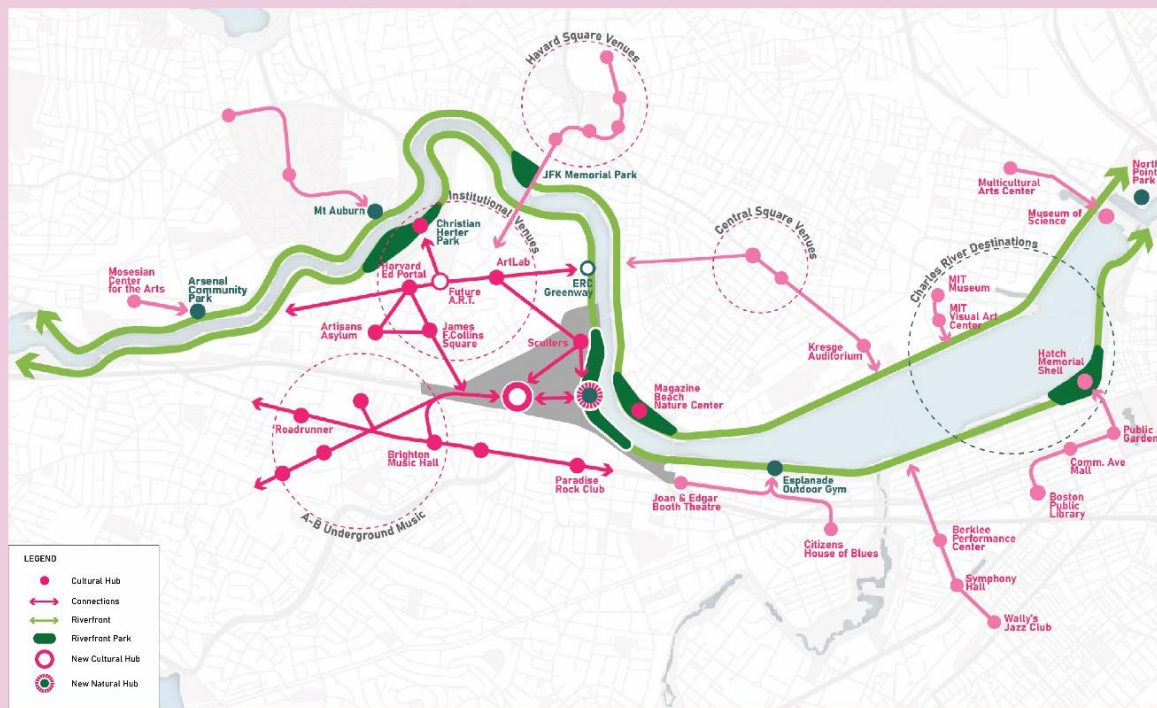 Havard Square Venues
JFK Memorial Park
Mt Auburn
Institutional Venues
Christian
Herter
Park
Mosesian
Center
for the Arts
Arsenal
Community
Park
Harvard
Ed Portal
Future
A.R.T.
ArtLab
ERC
Greenway
Artisans
Asylum
James
F.Collins
Square
Scullers
Central Square Venues
Kresge
Auditorium
Charles River Destinations
Multicultural
Arts Center
North
Point
Park
Museum of
Science
MIT
Museum
MIT
Visual Art
Center
Hatch
Memorial
Shell
Magazine
Beach
Nature Center
Roadrunner
Brighton
Music Hall
Paradise
Rock Club
A-B Underground Music
Joan & Edgar
Booth Theatre
Esplanade
Outdoor Gym
Citizens
House of Blues
Public
Garden
Comm. Ave
Mall
Boston
Public
Library
Berklee
Performance
Center
Symphony
Hall
Wally's
Jazz Club
LEGEND
Cultural Hub
Connections
Riverfront
Riverfront Park
New Cultural Hub
New Natural Hub